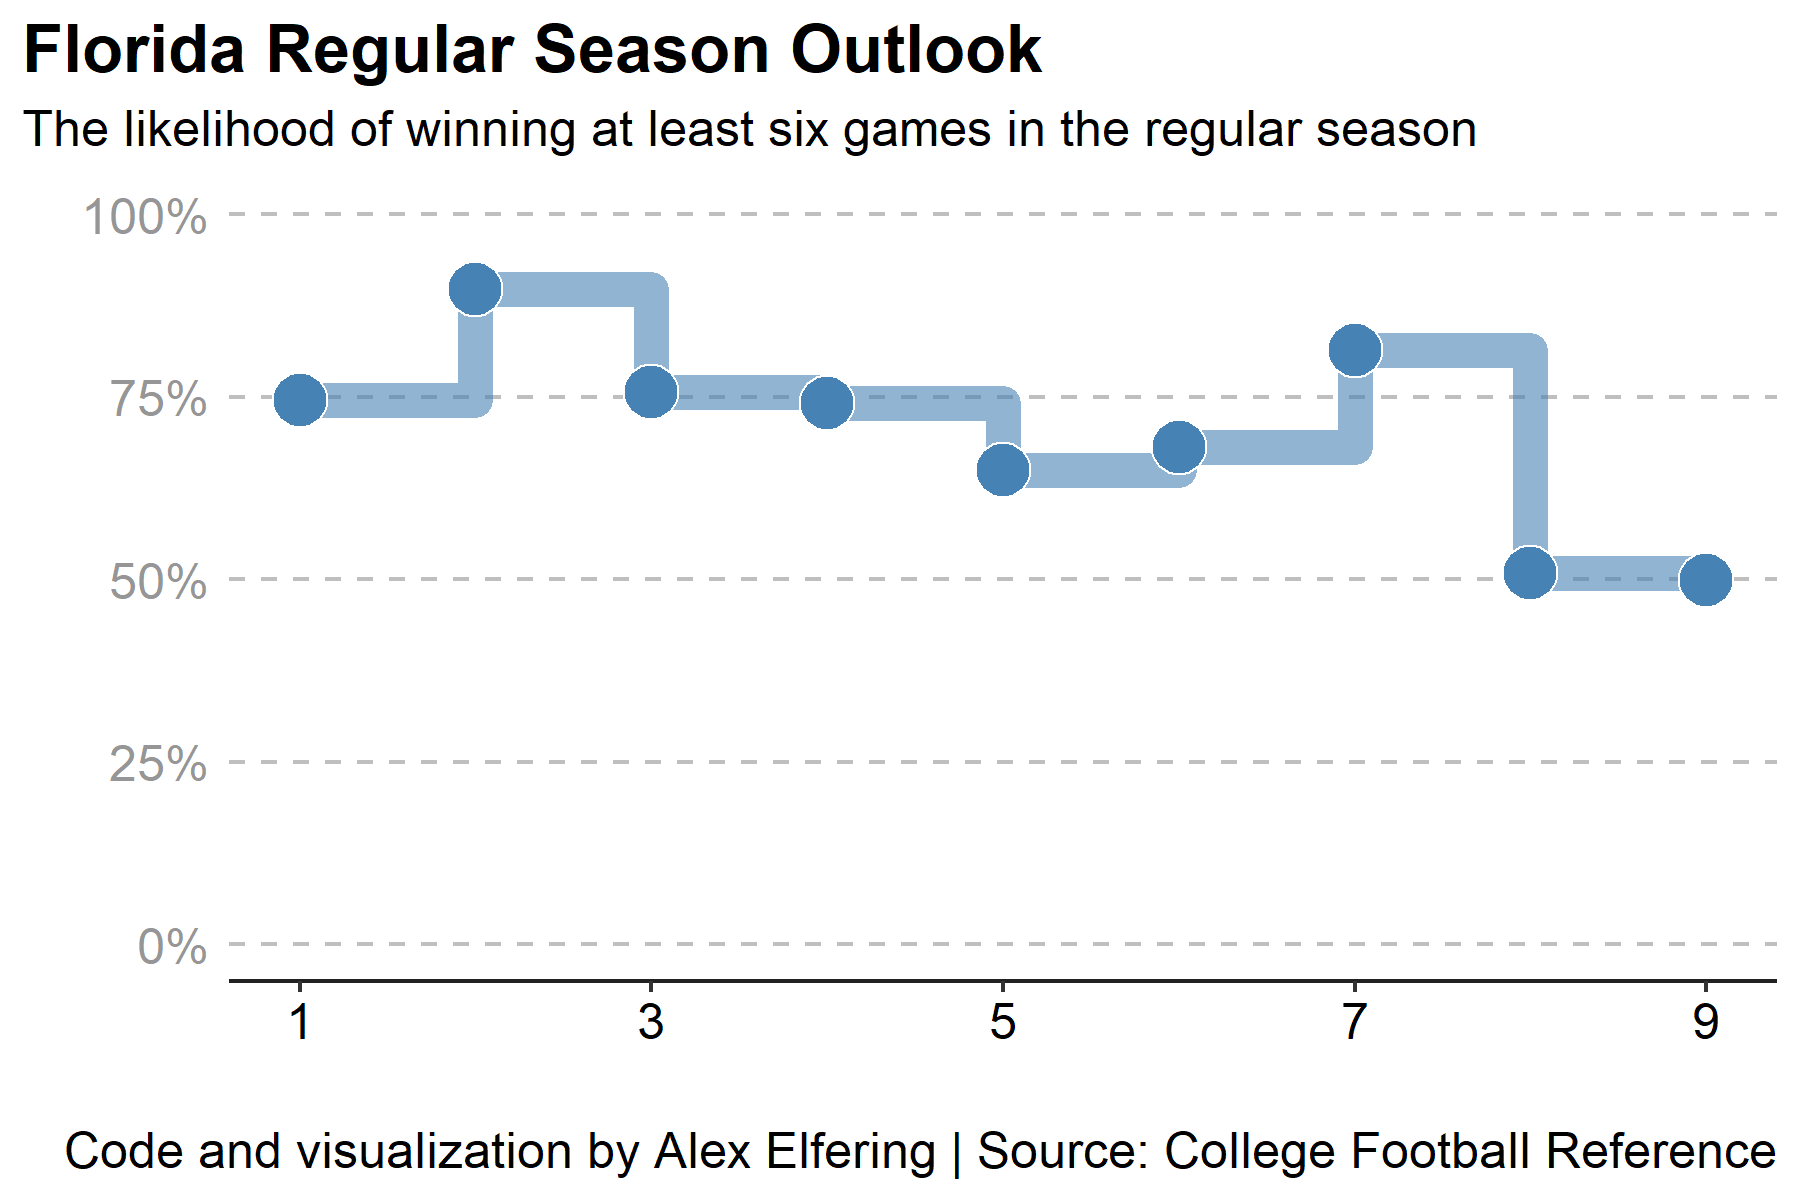 Florida Regular Season Outlook
The likelihood of winning at least six games in the regular season
100%
75%
50%
25%
0%
1 3 5 7 9
Code and visualization by Alex Elfering | Source: College Football Reference